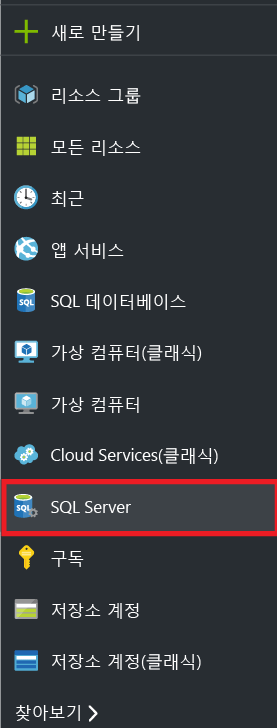 새로 만들기
리소스 그룹
모든 리소스
최근
앱 서비스
SQL 데이터베이스
가상 컴퓨터(클래식)
가상 컴퓨터
Cloud Services(클래식)
SQL Server
구독
저장소 계정
저장소 계정(클래식)
찾아보기